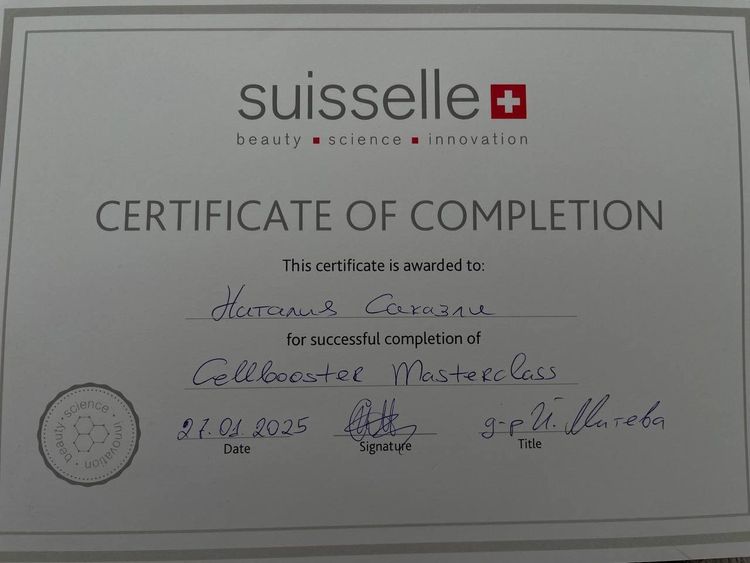 suisselle
beauty ▪ science ▪ innovation
CERTIFICATE OF COMPLETION
This certificate is awarded to:
Наталия Саказли
for successful completion of
Cellbooster Masterclass
27.01.2025
Date
Signature
д-р Й. Митева
Title
beauty · science · innovation